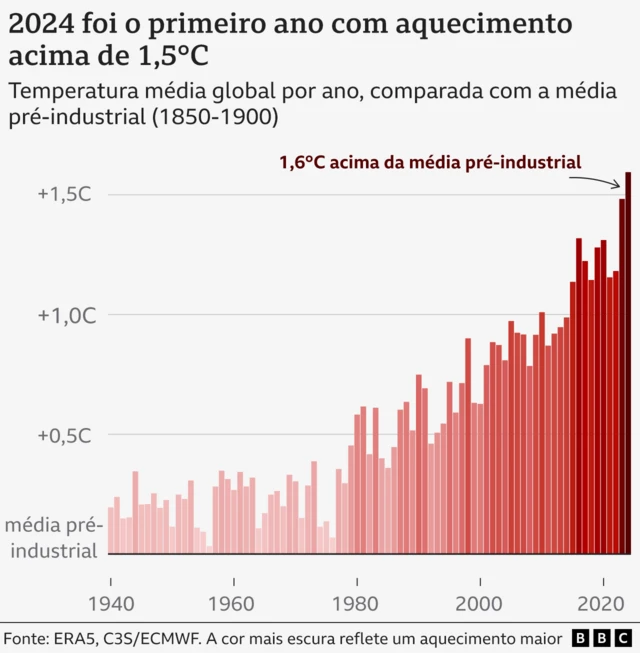 2024 foi o primeiro ano com aquecimento
acima de 1,5ºC
Temperatura média global por ano, comparada com a média
pré-industrial (1850-1900)
1,6ºC acima da média pré-industrial
+1,5C
+1,0C
+0,5C
média pré-
industrial
1940 1960 1980 2000 2020
Fonte: ERA5, C3S/ECMWF. A cor mais escura reflete um aquecimento maior BBC